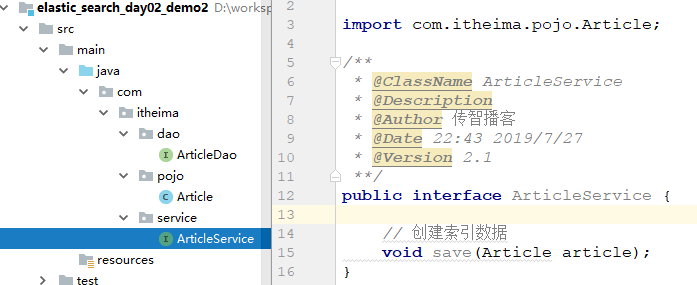 elastic_search_day02_demo2 D:\worksp
src
main
java
com
itheima
dao
ArticleDao
pojo
Article
service
ArticleService
resources
test
2
3 import com.itheima.pojo.Article;
4
5 /**
6 * @ClassName ArticleService
7 * @Description
8 * @Author 传智播客
9 * @Date 22:43 2019/7/27
10 * @Version 2.1
11 **/
12 public interface ArticleService {
13
14 // 创建索引数据
15 void save(Article article);
16 }